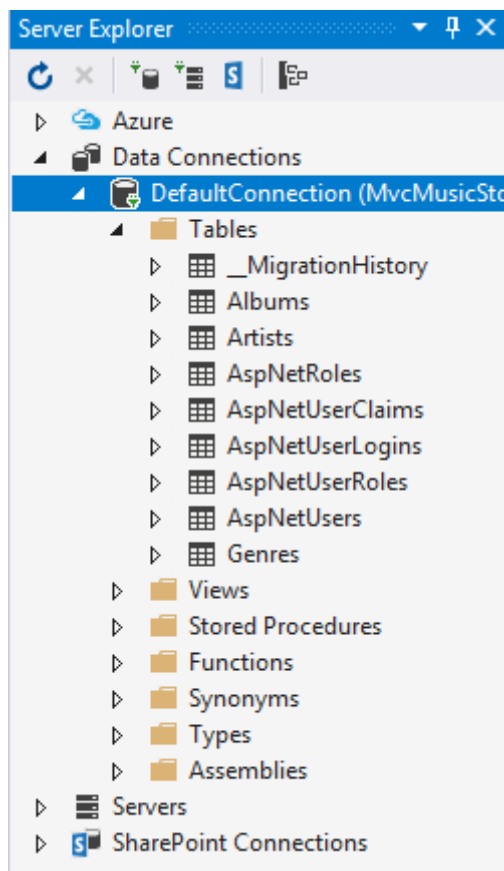 Server Explorer
Azure
Data Connections
DefaultConnection (MvcMusicSto
Tables
__MigrationHistory
Albums
Artists
AspNetRoles
AspNetUserClaims
AspNetUserLogins
AspNetUserRoles
AspNetUsers
Genres
Views
Stored Procedures
Functions
Synonyms
Types
Assemblies
Servers
SharePoint Connections